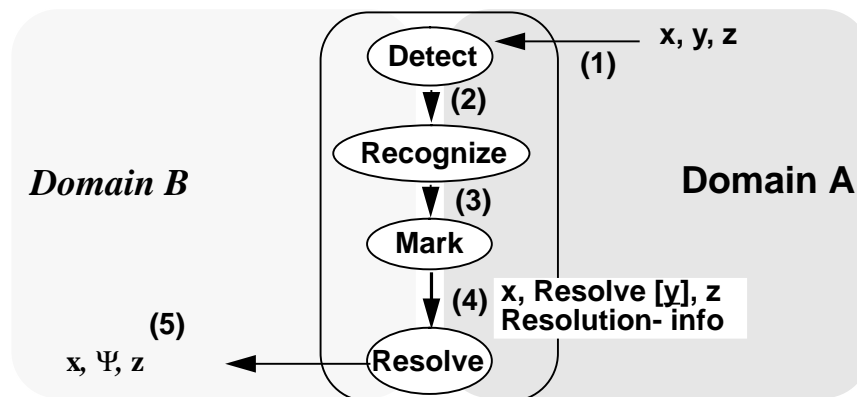 Detect
x, y, z
(1)
(2)
Recognize
Domain B
Domain A
(3)
Mark
(4)
x, Resolve [y], z
Resolution- info
(5)
Resolve
x, Ψ, z